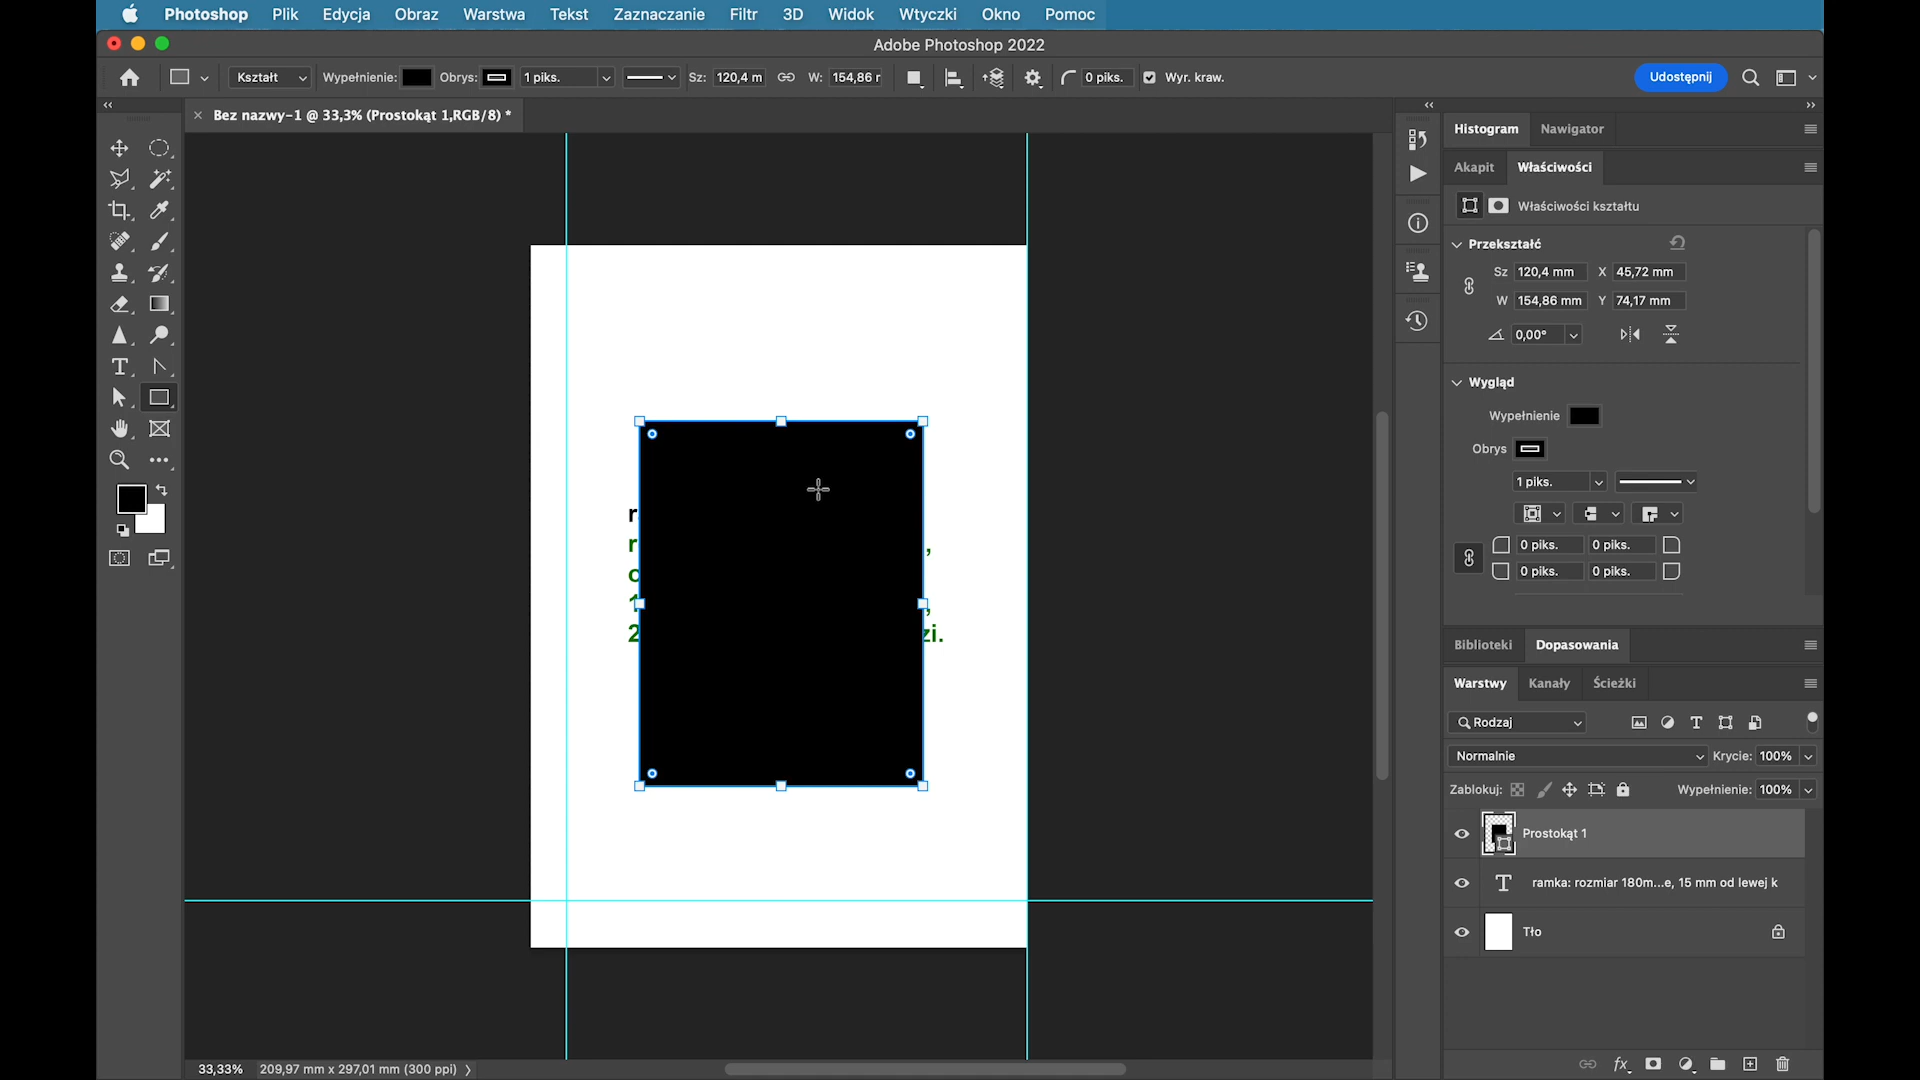 Photoshop Plik Edycja Obraz Warstwa Tekst Zaznaczanie Filtr 3D Widok Wtyczki Okno Pomoc
Adobe Photoshop 2022
Kształt Wypełnienie: Obrys: 1 piks. Sz: 120,4 m W: 154,86 r 0 piks. Wyr. kraw. Udostępnij
Bez nazwy-1 @ 33,3% (Prostokąt 1,RGB/8) *
Histogram Nawigator
Akapit Właściwości
Właściwości kształtu
Przekształć
Sz 120,4 mm X 45,72 mm
W 154,86 mm Y 74,17 mm
0,00°
Wygląd
Wypełnienie
Obrys
1 piks.
0 piks. 0 piks.
0 piks. 0 piks.
r
r ,
1 ,
2 zi.
Biblioteki Dopasowania
Warstwy Kanały Ścieżki
Rodzaj
Normalnie Krycie: 100%
Zablokuj: Wypełnienie: 100%
Prostokąt 1
T ramka: rozmiar 180m...e, 15 mm od lewej k
Tło
fx
33,33% 209,97 mm x 297,01 mm (300 ppi)